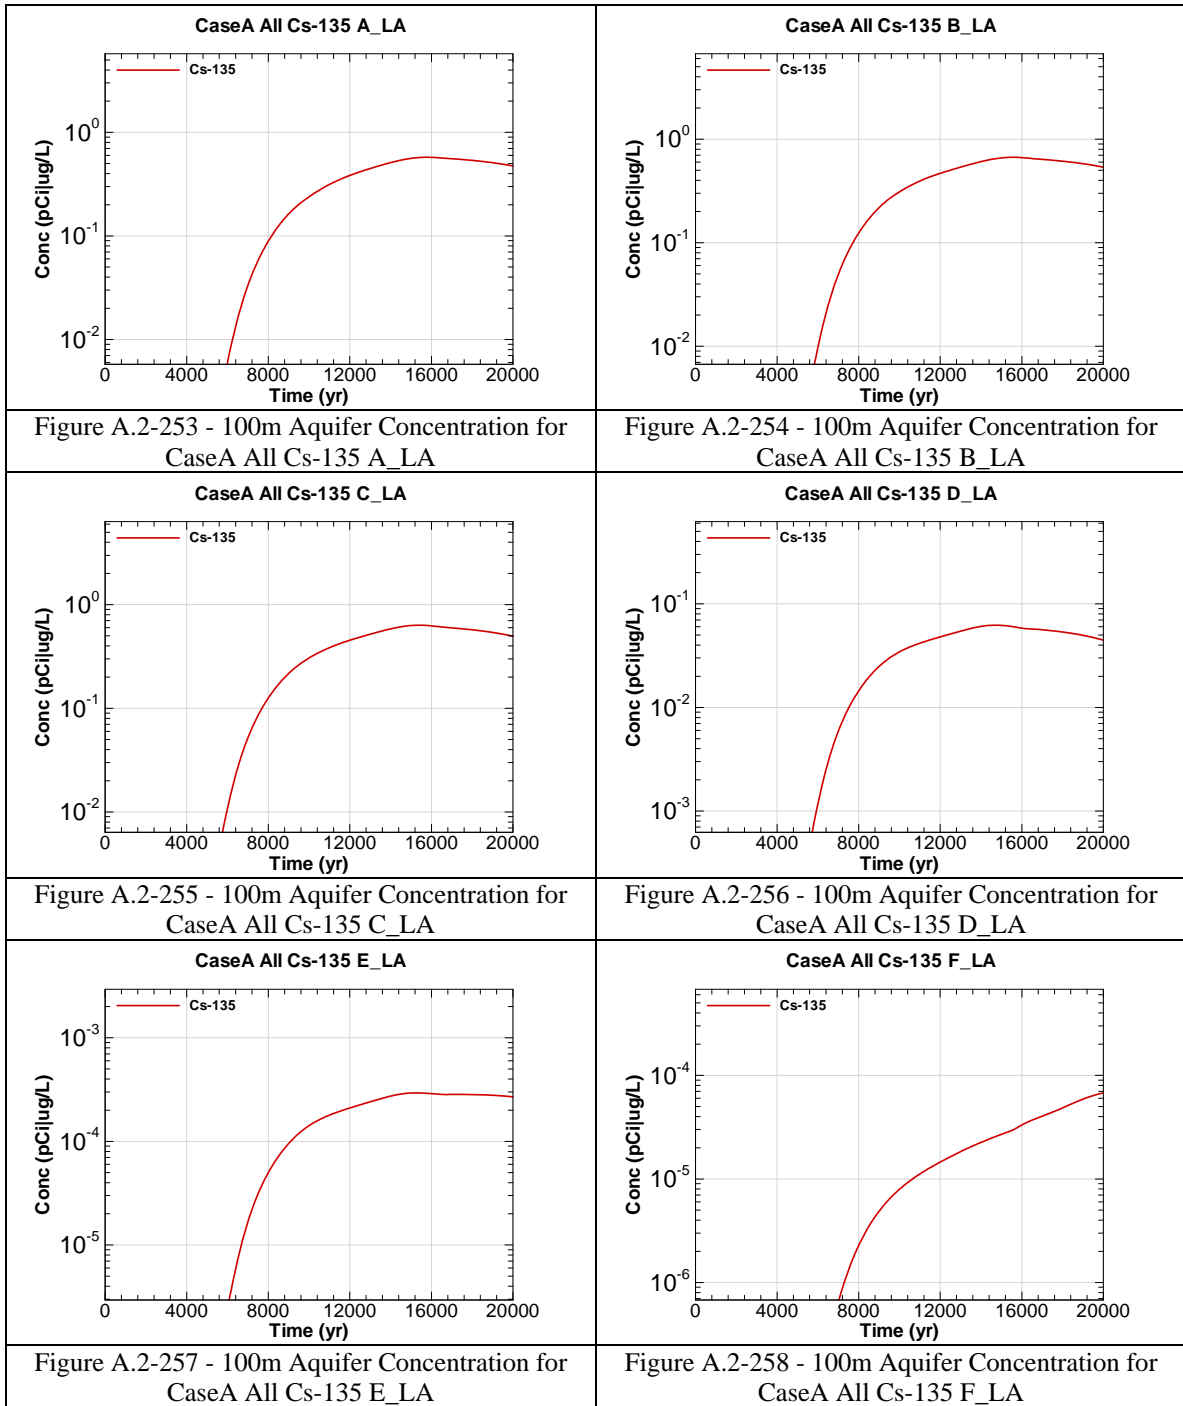 CaseA All Cs-135 A_LA
Cs-135
Conc (pCi|ug/L)
10^0
10^-1
10^-2
0 4000 8000 12000 16000 20000
Time (yr)
Figure A.2-253 - 100m Aquifer Concentration for
CaseA All Cs-135 A_LA
CaseA All Cs-135 B_LA
Cs-135
Conc (pCi|ug/L)
10^0
10^-1
10^-2
0 4000 8000 12000 16000 20000
Time (yr)
Figure A.2-254 - 100m Aquifer Concentration for
CaseA All Cs-135 B_LA
CaseA All Cs-135 C_LA
Cs-135
Conc (pCi|ug/L)
10^0
10^-1
10^-2
0 4000 8000 12000 16000 20000
Time (yr)
Figure A.2-255 - 100m Aquifer Concentration for
CaseA All Cs-135 C_LA
CaseA All Cs-135 D_LA
Cs-135
Conc (pCi|ug/L)
10^-1
10^-2
10^-3
0 4000 8000 12000 16000 20000
Time (yr)
Figure A.2-256 - 100m Aquifer Concentration for
CaseA All Cs-135 D_LA
CaseA All Cs-135 E_LA
Cs-135
Conc (pCi|ug/L)
10^-3
10^-4
10^-5
0 4000 8000 12000 16000 20000
Time (yr)
Figure A.2-257 - 100m Aquifer Concentration for
CaseA All Cs-135 E_LA
CaseA All Cs-135 F_LA
Cs-135
Conc (pCi|ug/L)
10^-4
10^-5
10^-6
0 4000 8000 12000 16000 20000
Time (yr)
Figure A.2-258 - 100m Aquifer Concentration for
CaseA All Cs-135 F_LA